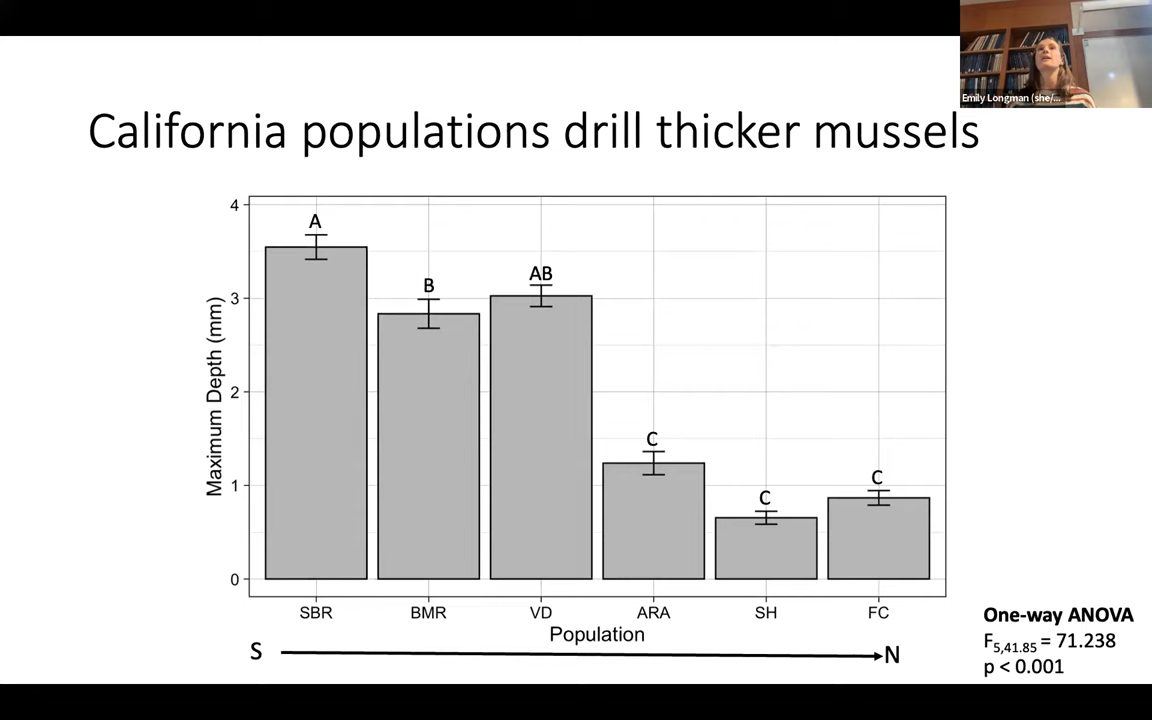 Emily Longman (she/...
California populations drill thicker mussels
4
3
2
1
0
Maximum Depth (mm)
A
B
AB
C
C
C
SBR BMR VD ARA SH FC
Population
S N
One-way ANOVA
F5,41.85 = 71.238
p < 0.001